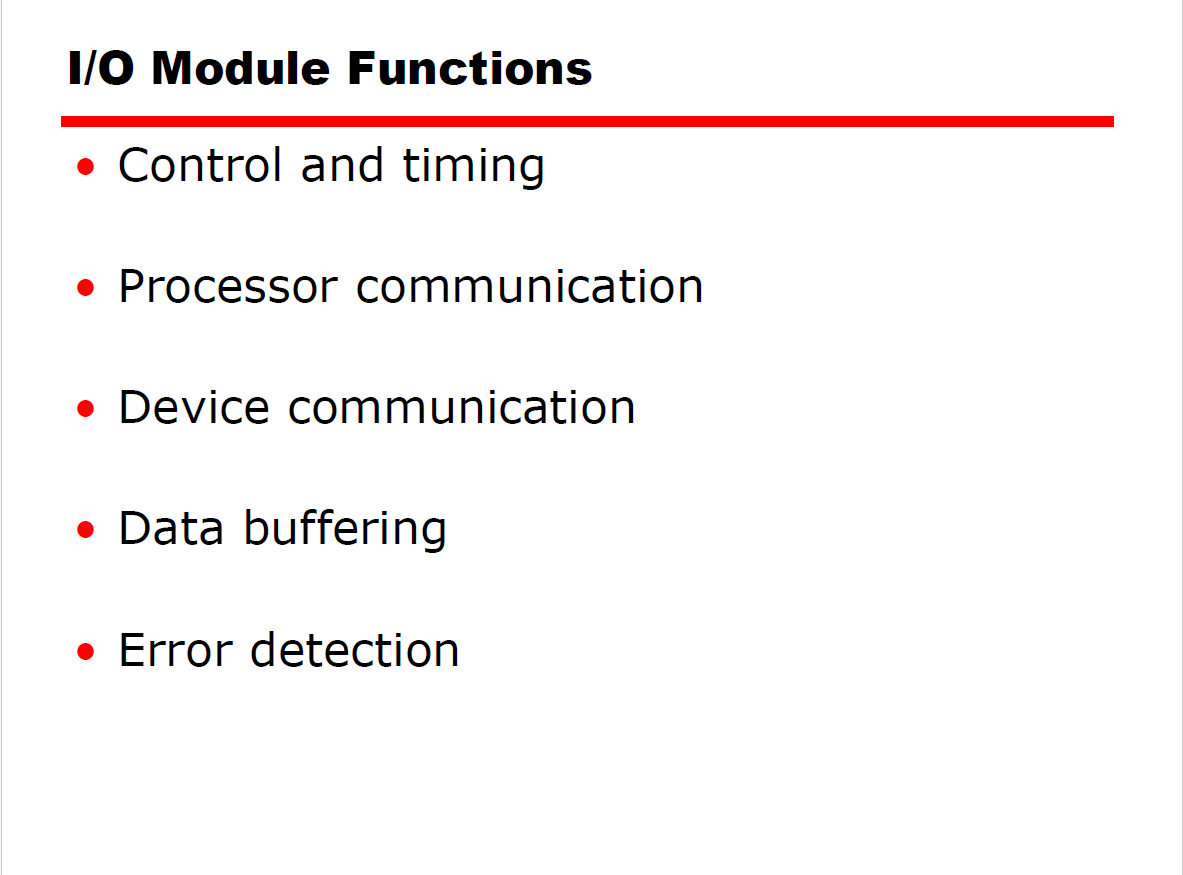 I/O Module Functions
• Control and timing
• Processor communication
• Device communication
• Data buffering
• Error detection